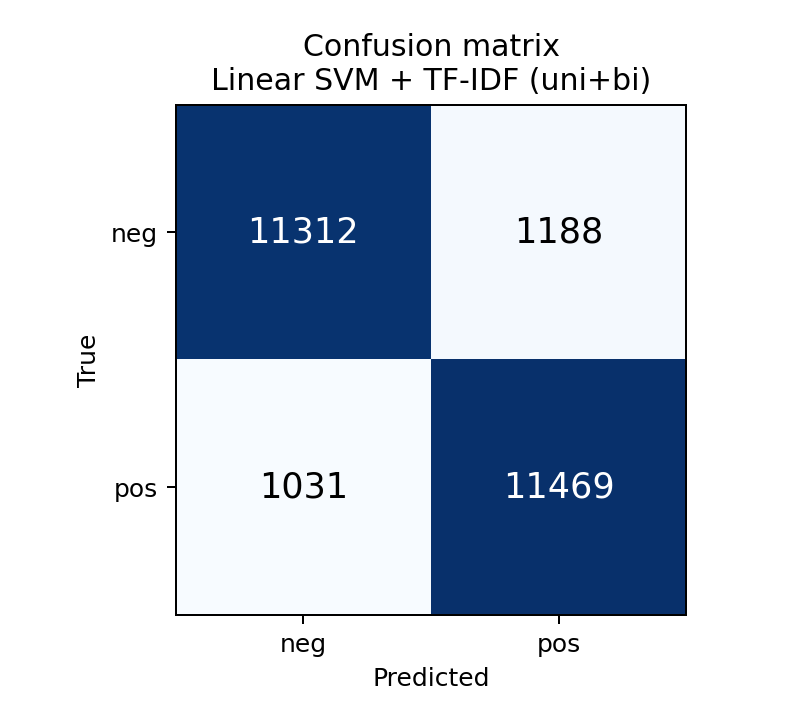 Confusion matrix
Linear SVM + TF-IDF (uni+bi)
neg
11312
1188
True
pos
1031
11469
neg
pos
Predicted